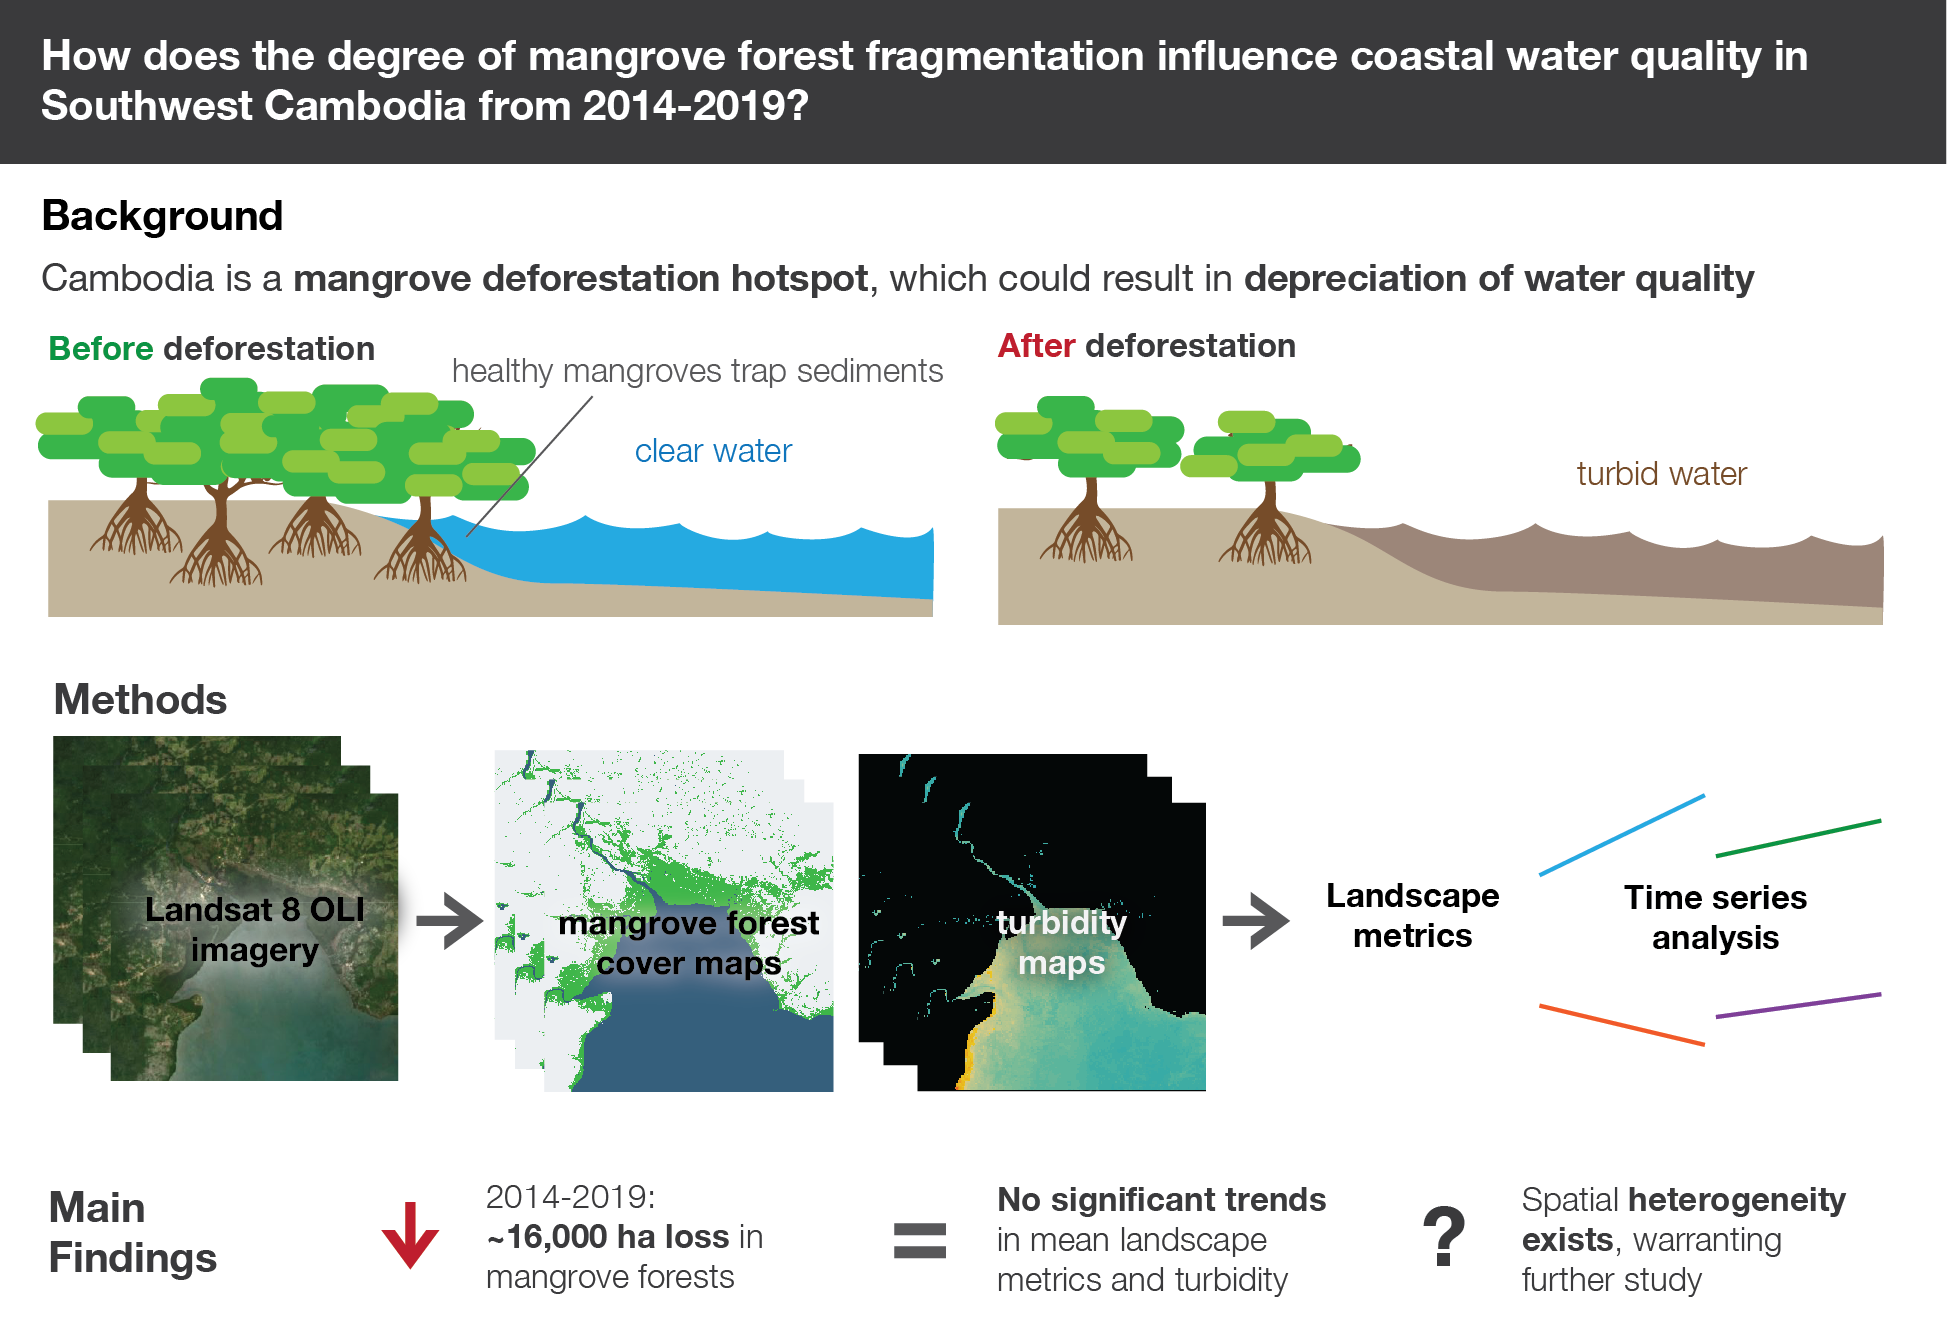 How does the degree of mangrove forest fragmentation influence coastal water quality in
Southwest Cambodia from 2014-2019?
Background
Cambodia is a mangrove deforestation hotspot, which could result in depreciation of water quality
Before deforestation
healthy mangroves trap sediments
clear water
After deforestation
turbid water
Methods
Landsat 8 OLI
imagery
mangrove forest
cover maps
turbidity
maps
Landscape
metrics
Time series
analysis
Main
Findings
2014-2019:
~16,000 ha loss in
mangrove forests
=
No significant trends
in mean landscape
metrics and turbidity
?
Spatial heterogeneity
exists, warranting
further study